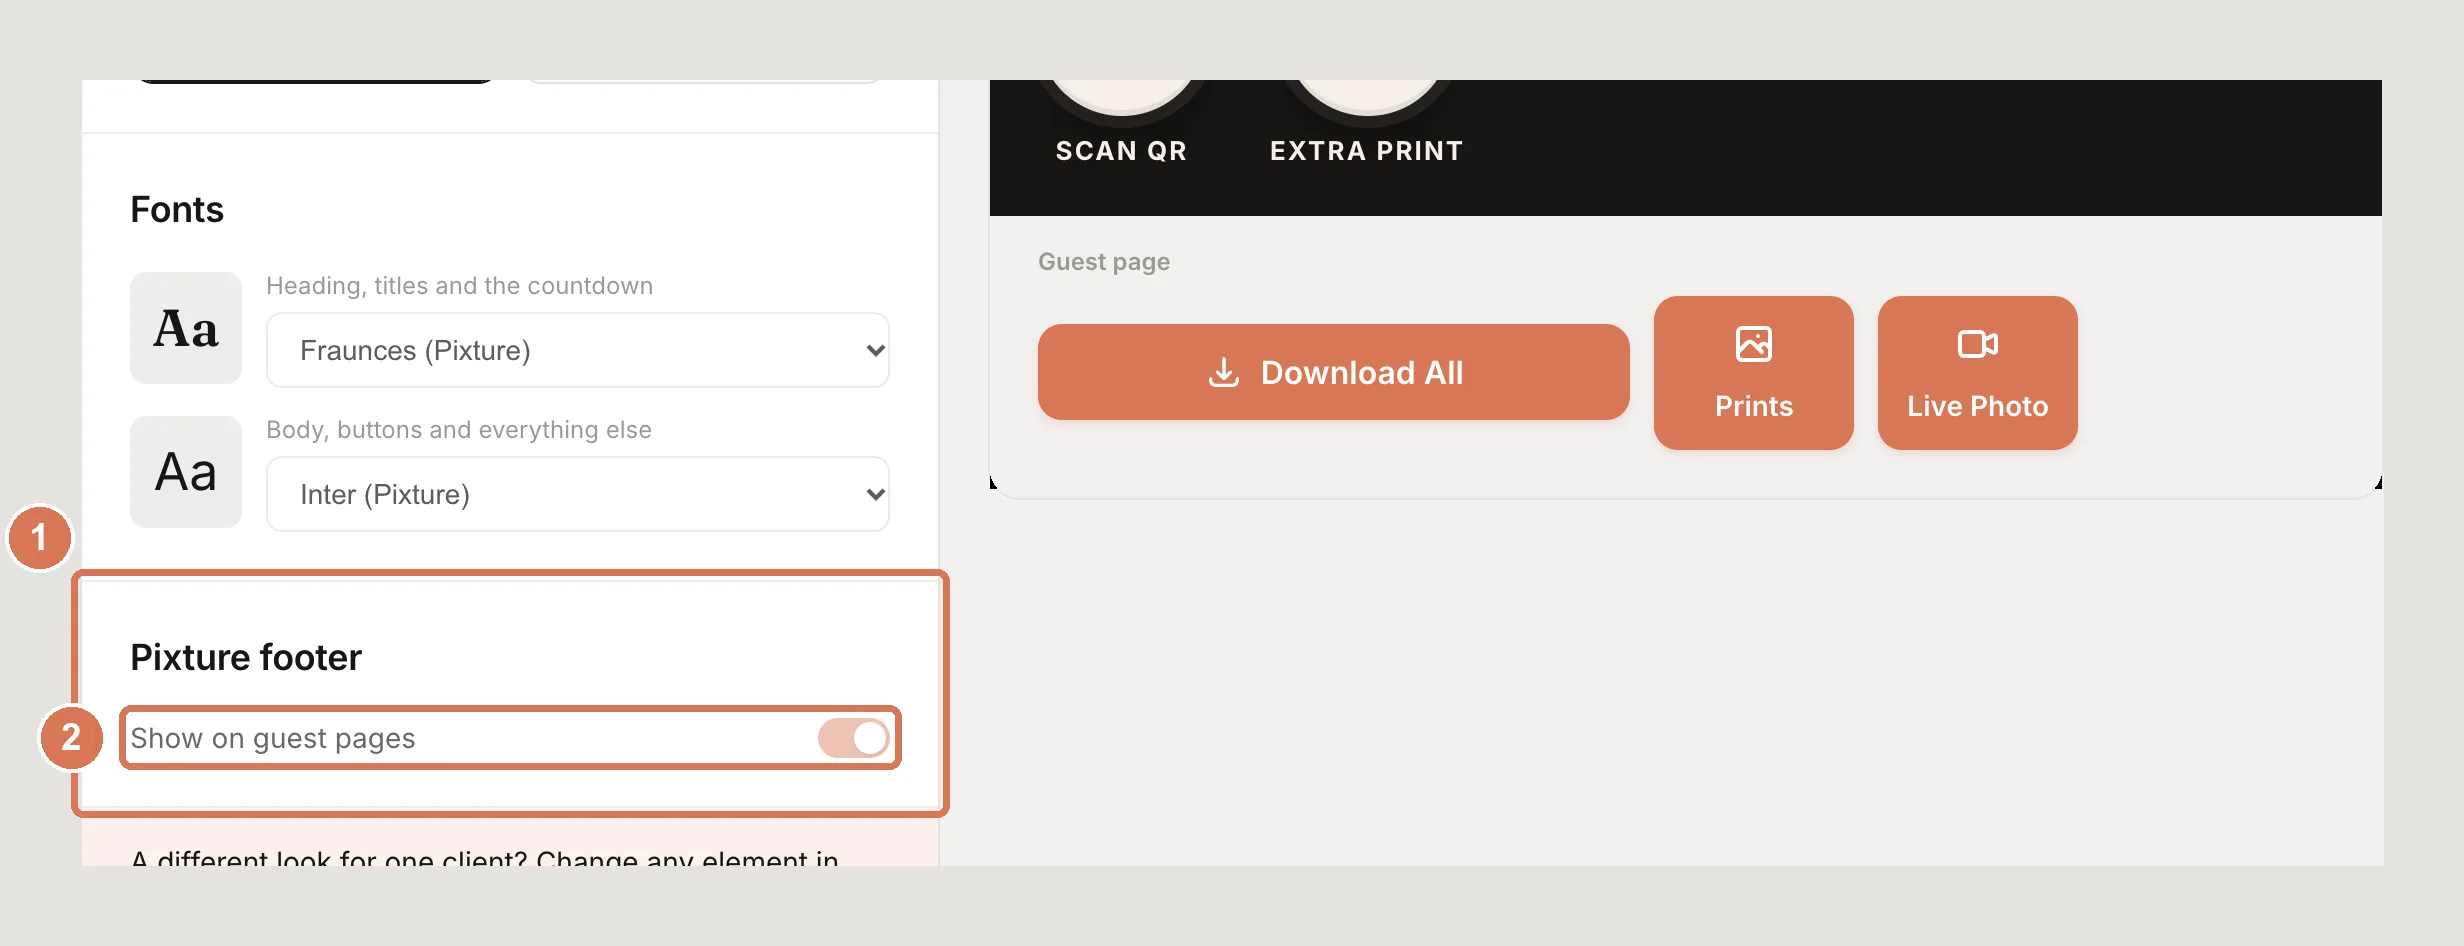 Fonts
Aa
Heading, titles and the countdown
Fraunces (Pixture)
Aa
Body, buttons and everything else
Inter (Pixture)
1
Pixture footer
2
Show on guest pages
A different look for one client? Change any element in
SCAN QR
EXTRA PRINT
Guest page
Download All
Prints
Live Photo